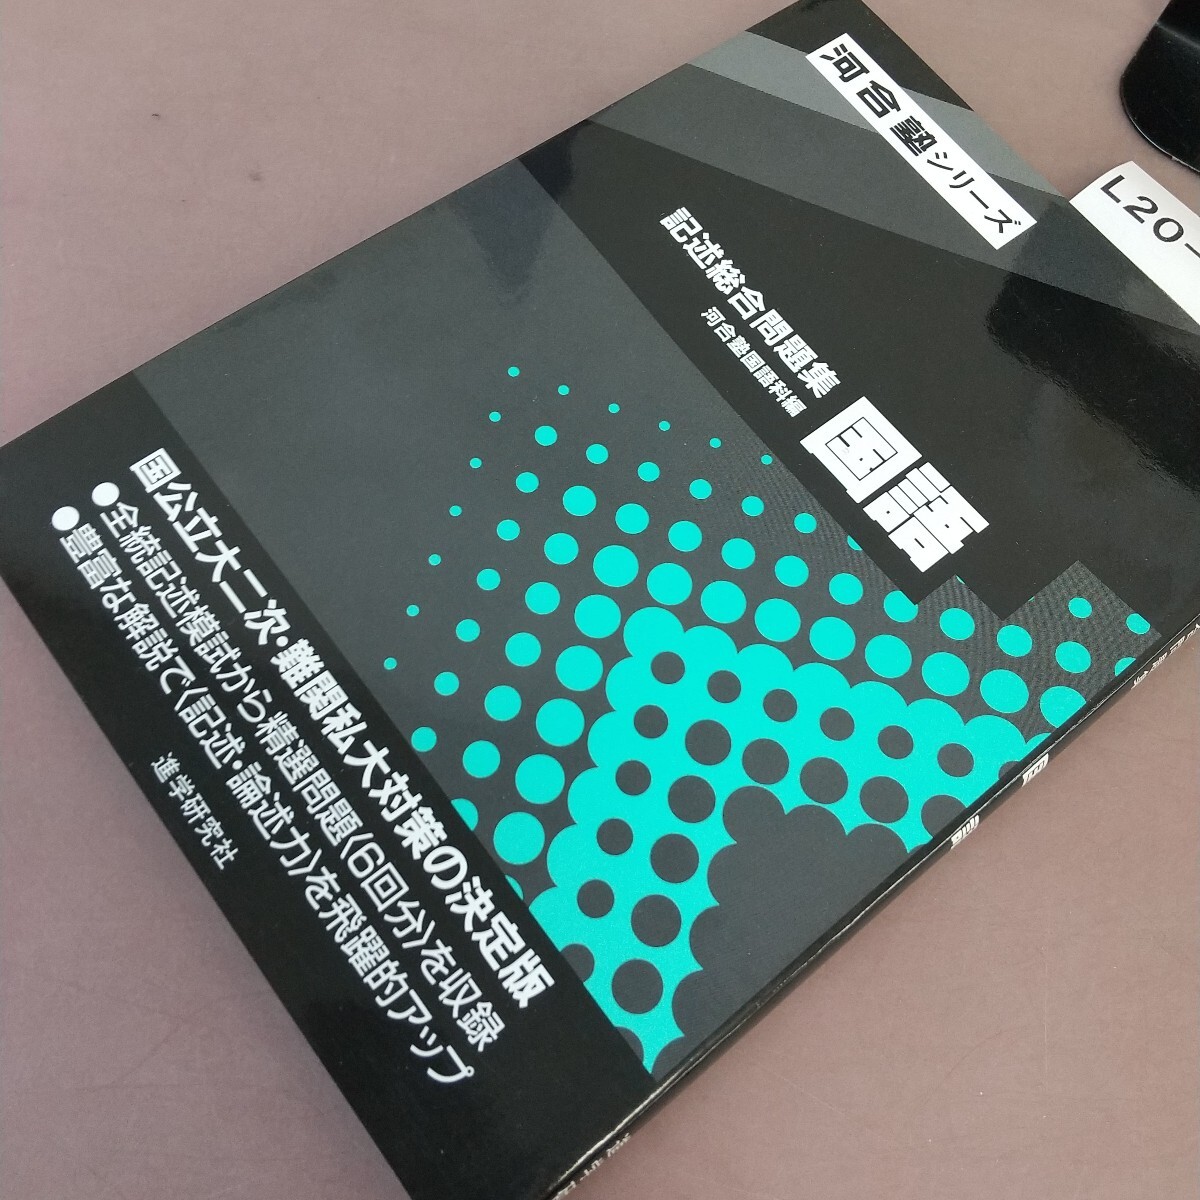 河合塾シリーズ
L20-
記述総合問題集
河合塾国語科編
国語
国公立大二次・難関私大対策の決定版
●全統記述模試から精選問題〈6回分〉を収録
●豊富な解説で〈記述・論述力〉を飛躍的アップ
進学研究社